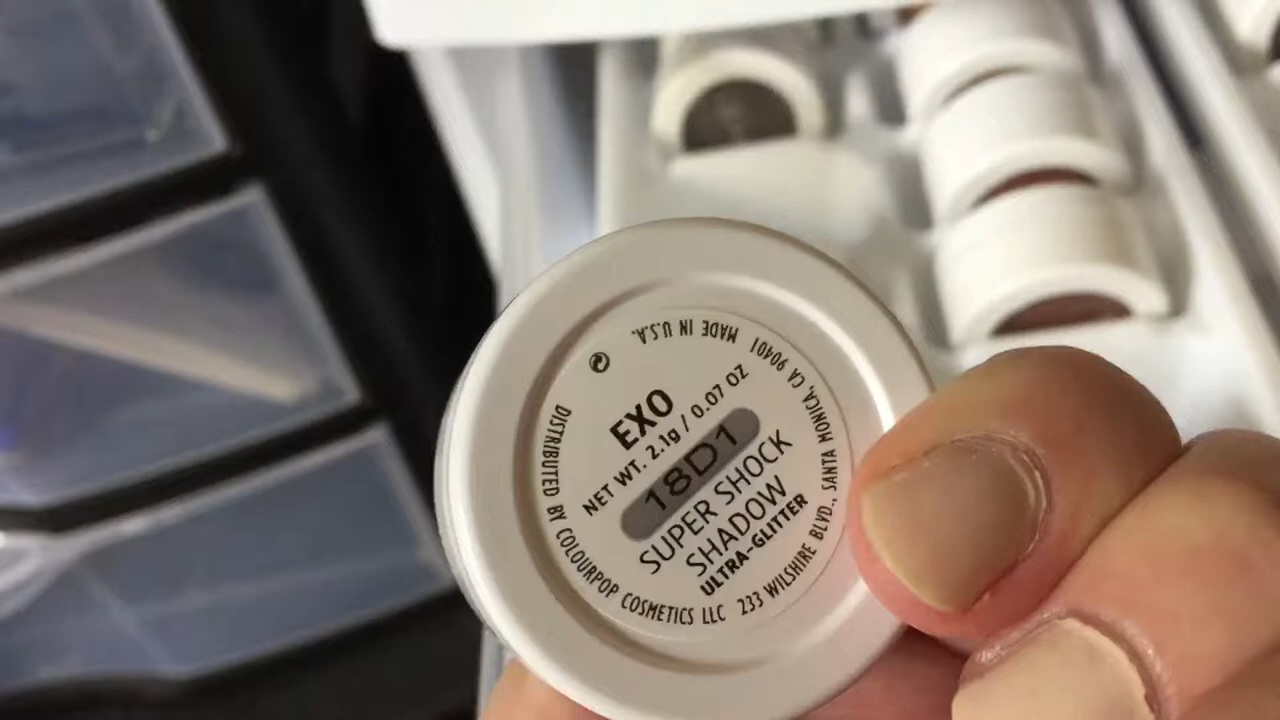 EXO
NET WT. 2.1g / 0.07 OZ
18D1
SUPER SHOCK
SHADOW
ULTRA-GLITTER
DISTRIBUTED BY COLOURPOP COSMETICS LLC 233 WILSHIRE BLVD., SANTA MONICA, CA 90401 MADE IN U.S.A.